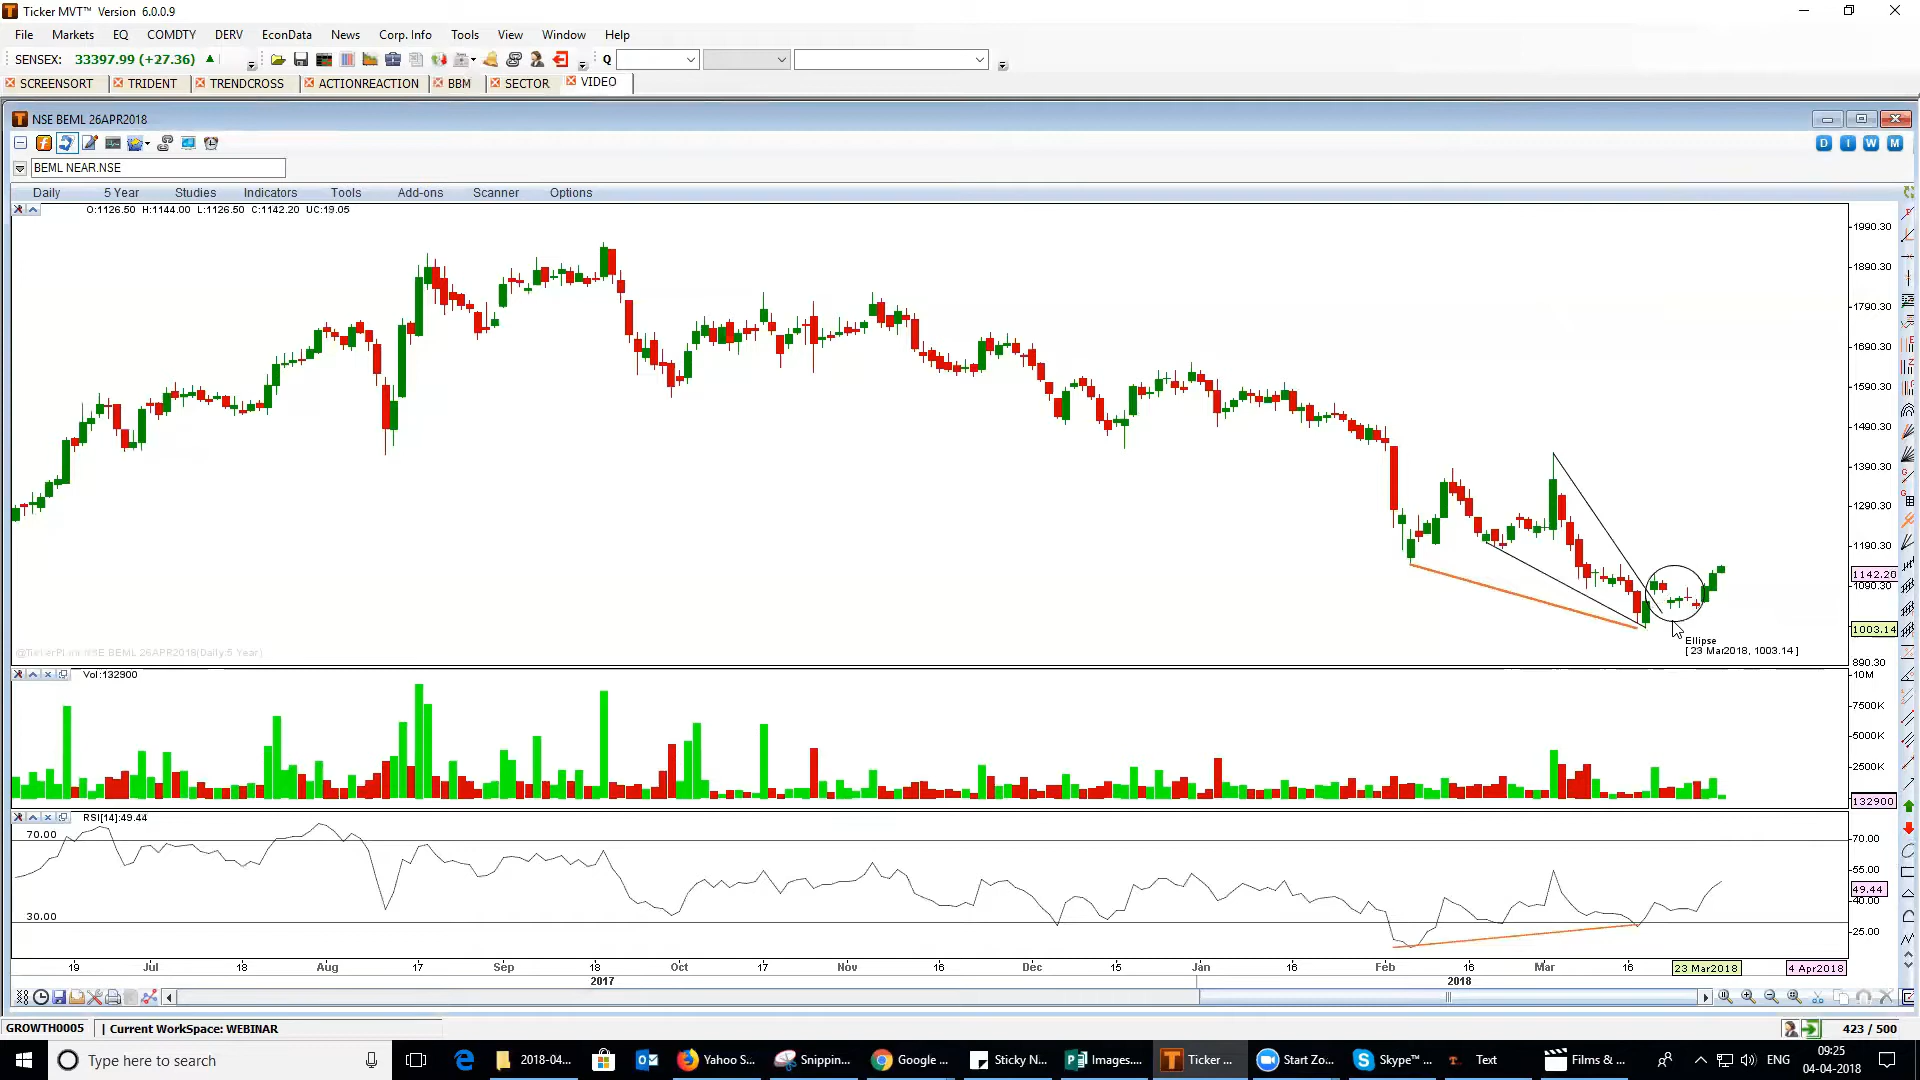 Ticker MVT™ Version 6.0.0.9
File Markets EQ COMDTY DERV EconData News Corp. Info Tools View Window Help
SENSEX: 33397.99 (+27.36) Q
SCREENSORT TRIDENT TRENDCROSS ACTIONREACTION BBM SECTOR VIDEO
NSE BEML 26APR2018
D I W M
BEML NEAR.NSE
Daily 5 Year Studies Indicators Tools Add-ons Scanner Options
O:1126.50 H:1144.00 L:1126.50 C:1142.20 UC:19.05
1990.30
1890.30
1790.30
1690.30
1590.30
1490.30
1390.30
1290.30
1190.30
1142.20
1090.30
1003.14
Ellipse
[ 23 Mar2018, 1003.14 ]
NSE BEML 26APR2018(Daily:5 Year)
890.30
Vol:132900
10M
7500K
5000K
2500K
132900
RSI[14]:49.44
70.00 70.00
55.00
49.44
40.00
30.00
25.00
19 Jul 18 Aug 17 Sep 18 Oct 17 Nov 16 Dec 15 Jan 16 Feb 16 Mar 16 23 Mar2018 4 Apr2018
2017 2018
GROWTH0005 | Current WorkSpace: WEBINAR 423 / 500
Type here to search 2018-04... Yahoo S... Snippin... Google ... Sticky N... Images.... Ticker ... Start Zo... Skype™ ... Text Films & ... ENG 09:25
04-04-2018